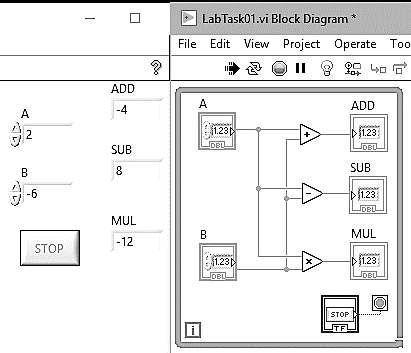 LabTask01.vi Block Diagram *
File Edit View Project Operate
?
ADD
-4
A
2
SUB
8
B
-6
MUL
-12
STOP
A
1.23
DBL
ADD
1.23
DBL
+
SUB
1.23
DBL
-
B
1.23
DBL
MUL
1.23
DBL
x
STOP
TF
i